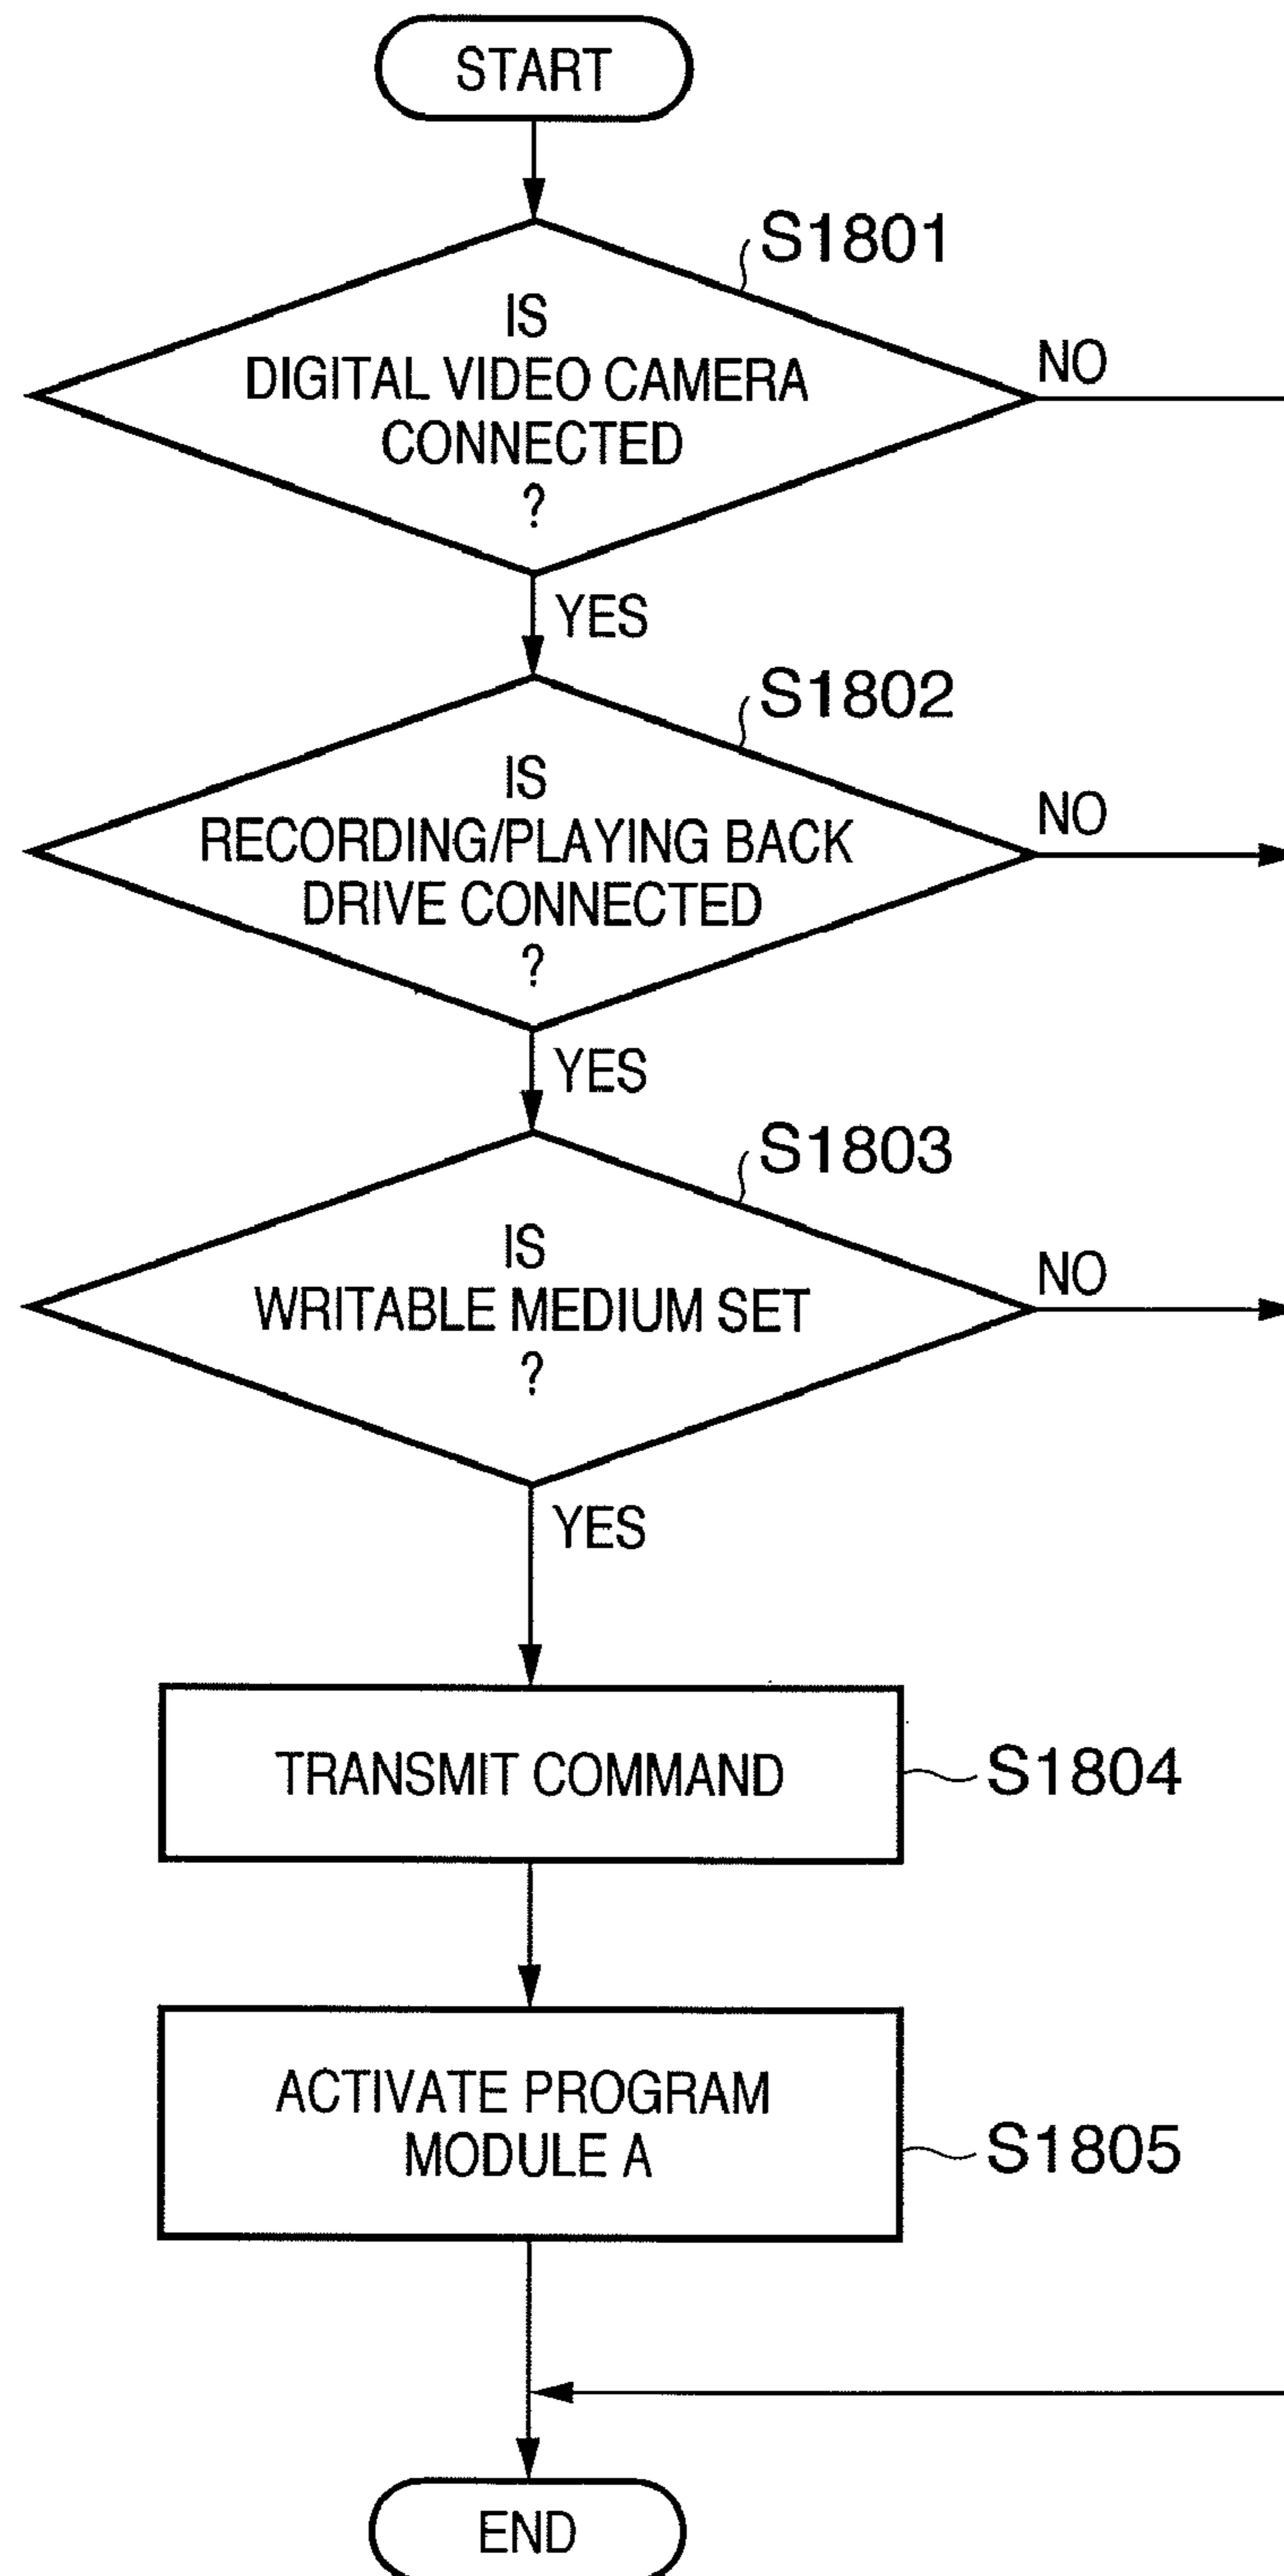 START
S1801
IS
DIGITAL VIDEO CAMERA
CONNECTED
?
NO
YES
S1802
IS
RECORDING/PLAYING BACK
DRIVE CONNECTED
?
NO
YES
S1803
IS
WRITABLE MEDIUM SET
?
NO
YES
TRANSMIT COMMAND
S1804
ACTIVATE PROGRAM
MODULE A
S1805
END